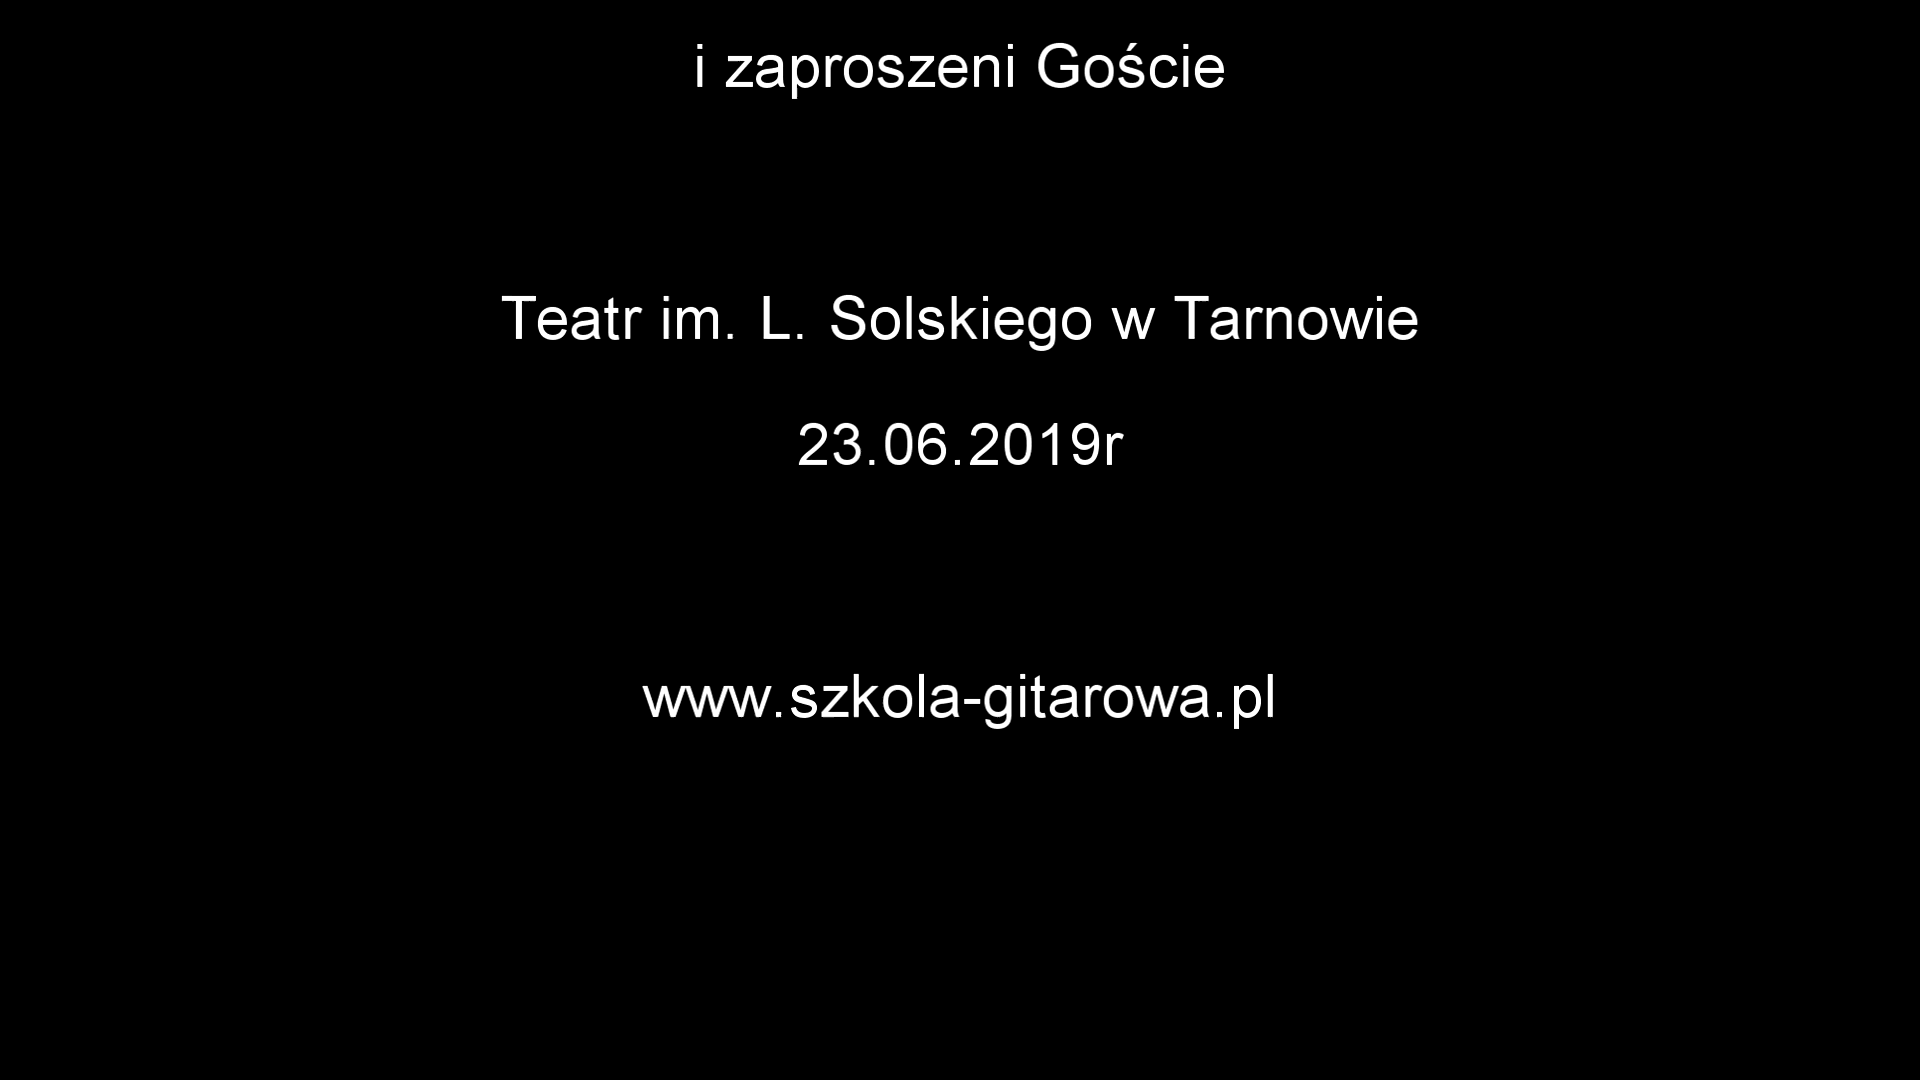 i zaproszeni Goście
Teatr im. L. Solskiego w Tarnowie
23.06.2019r
www.szkola-gitarowa.pl